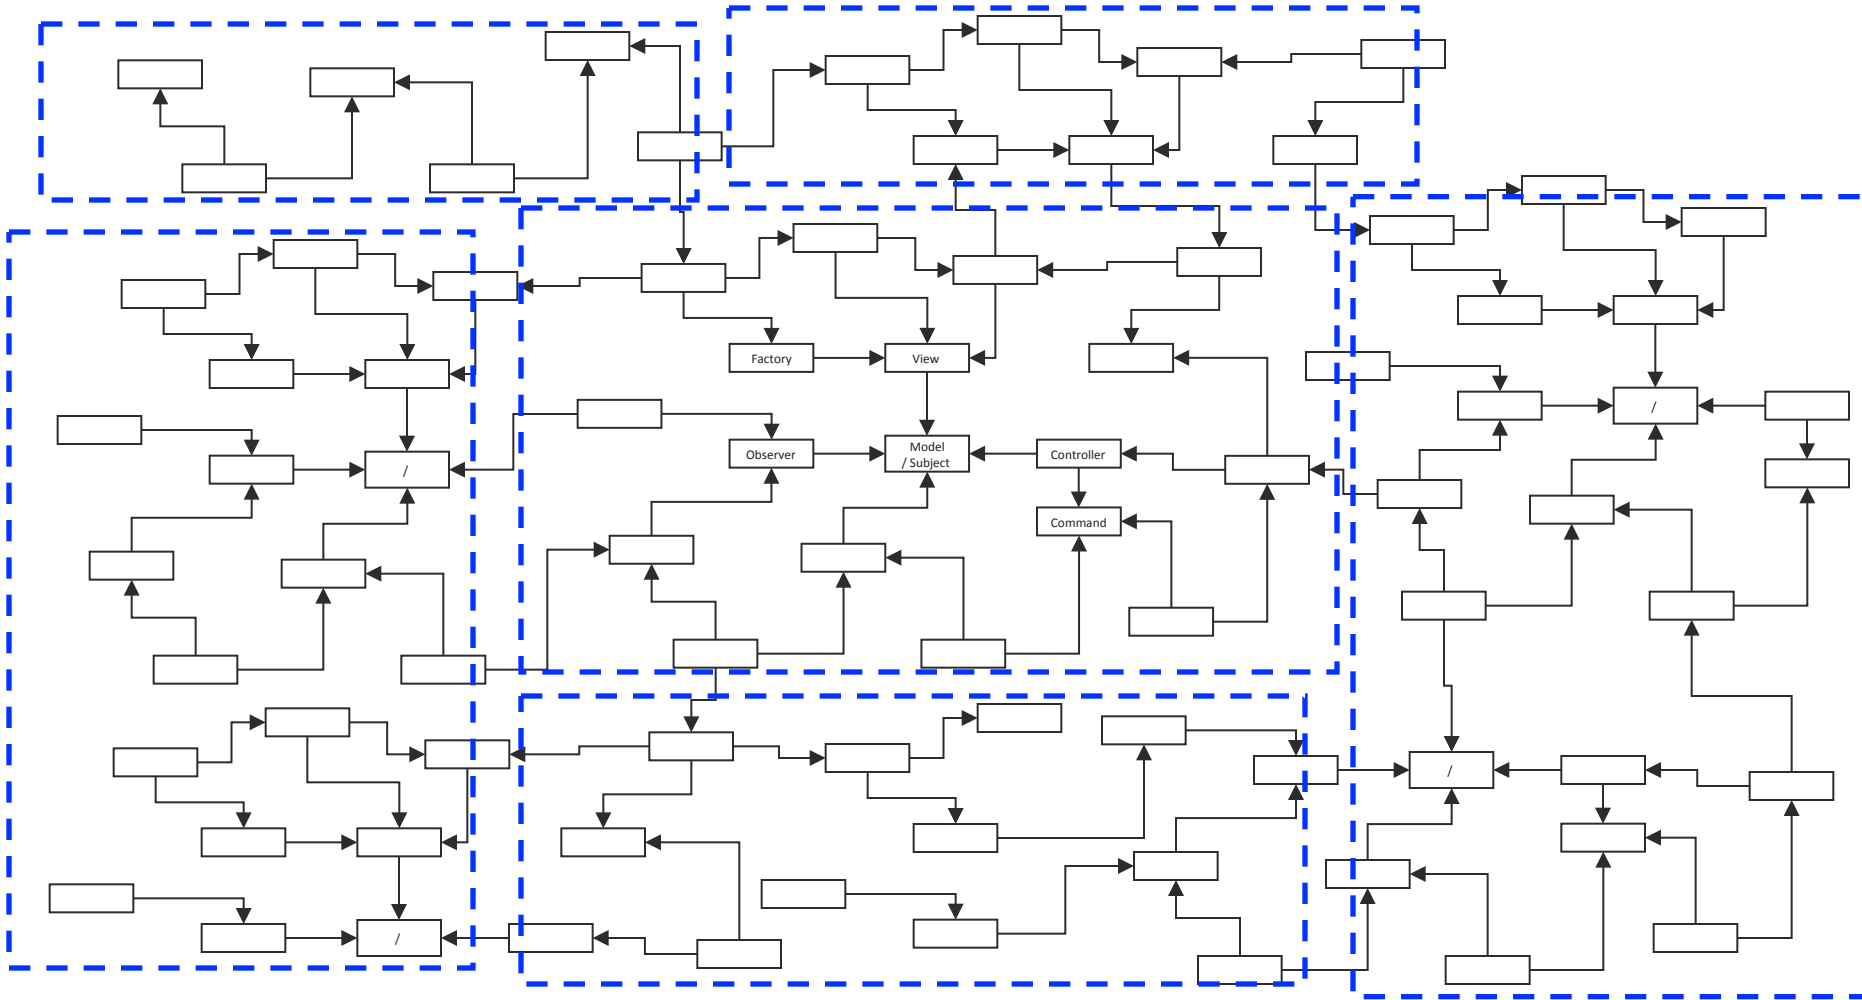 Factory
View
/
Observer
Model
/ Subject
Controller
/
Command
/
/